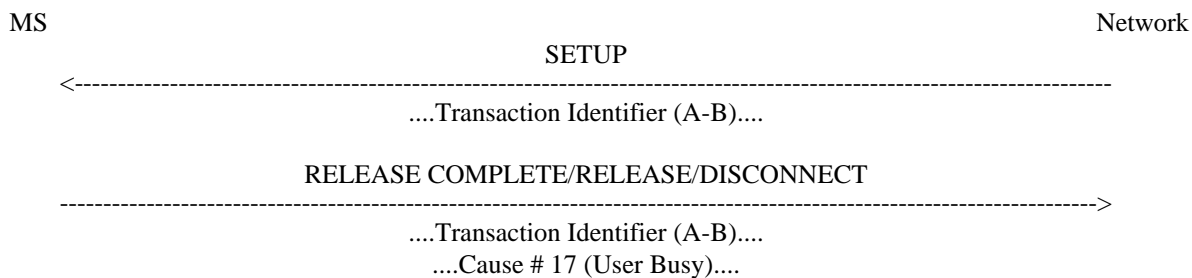 MS Network
SETUP
<------------------------------------------------------------------------------------------------------------------------
....Transaction Identifier (A-B)....
RELEASE COMPLETE/RELEASE/DISCONNECT
------------------------------------------------------------------------------------------------------------------------>
....Transaction Identifier (A-B)....
....Cause # 17 (User Busy)....